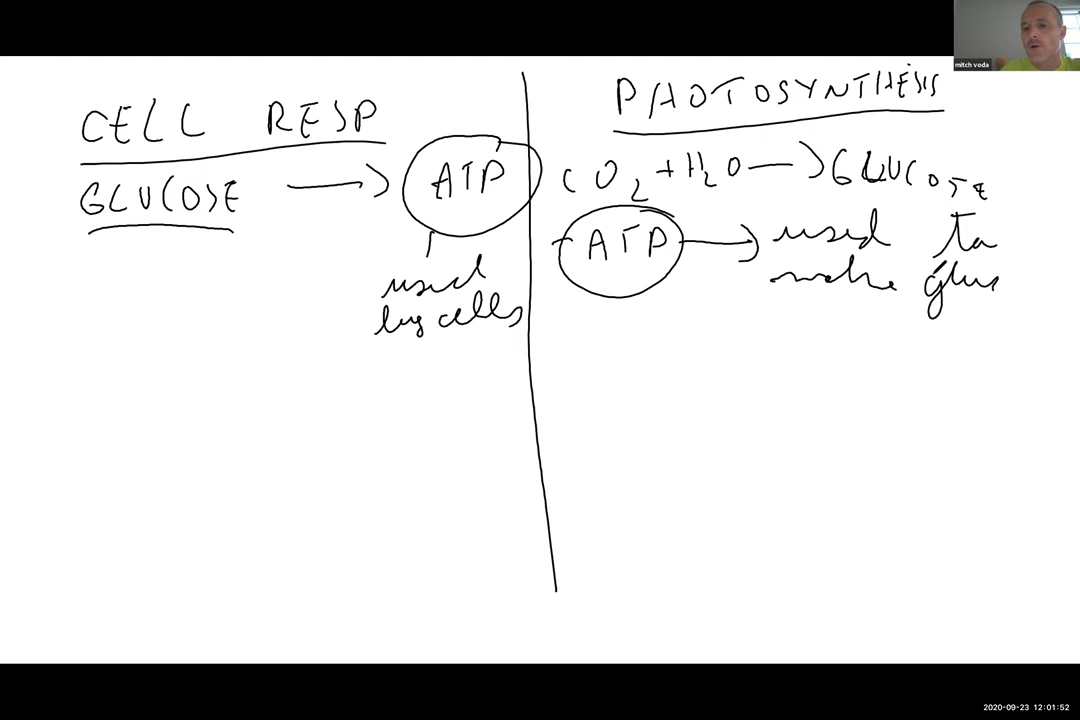 mitch voda
CELL RESP
GLUCOSE → ATP
used
by cells
PHOTOSYNTHESIS
CO2 + H2O → GLUCOSE
ATP → used to
make gluc
2020-09-23 12:01:52